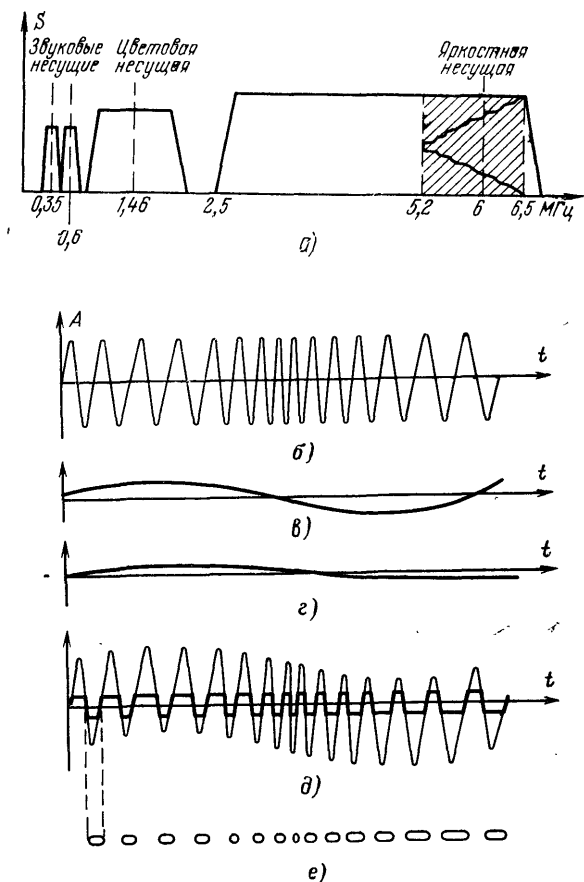 S
Звуковые
несущие
Цветовая
несущая
Яркостная
несущая
0,35
0,6
1,46
2,5
5,2
6
6,5 МГц
а)
A
t
б)
t
в)
t
г)
t
д)
е)